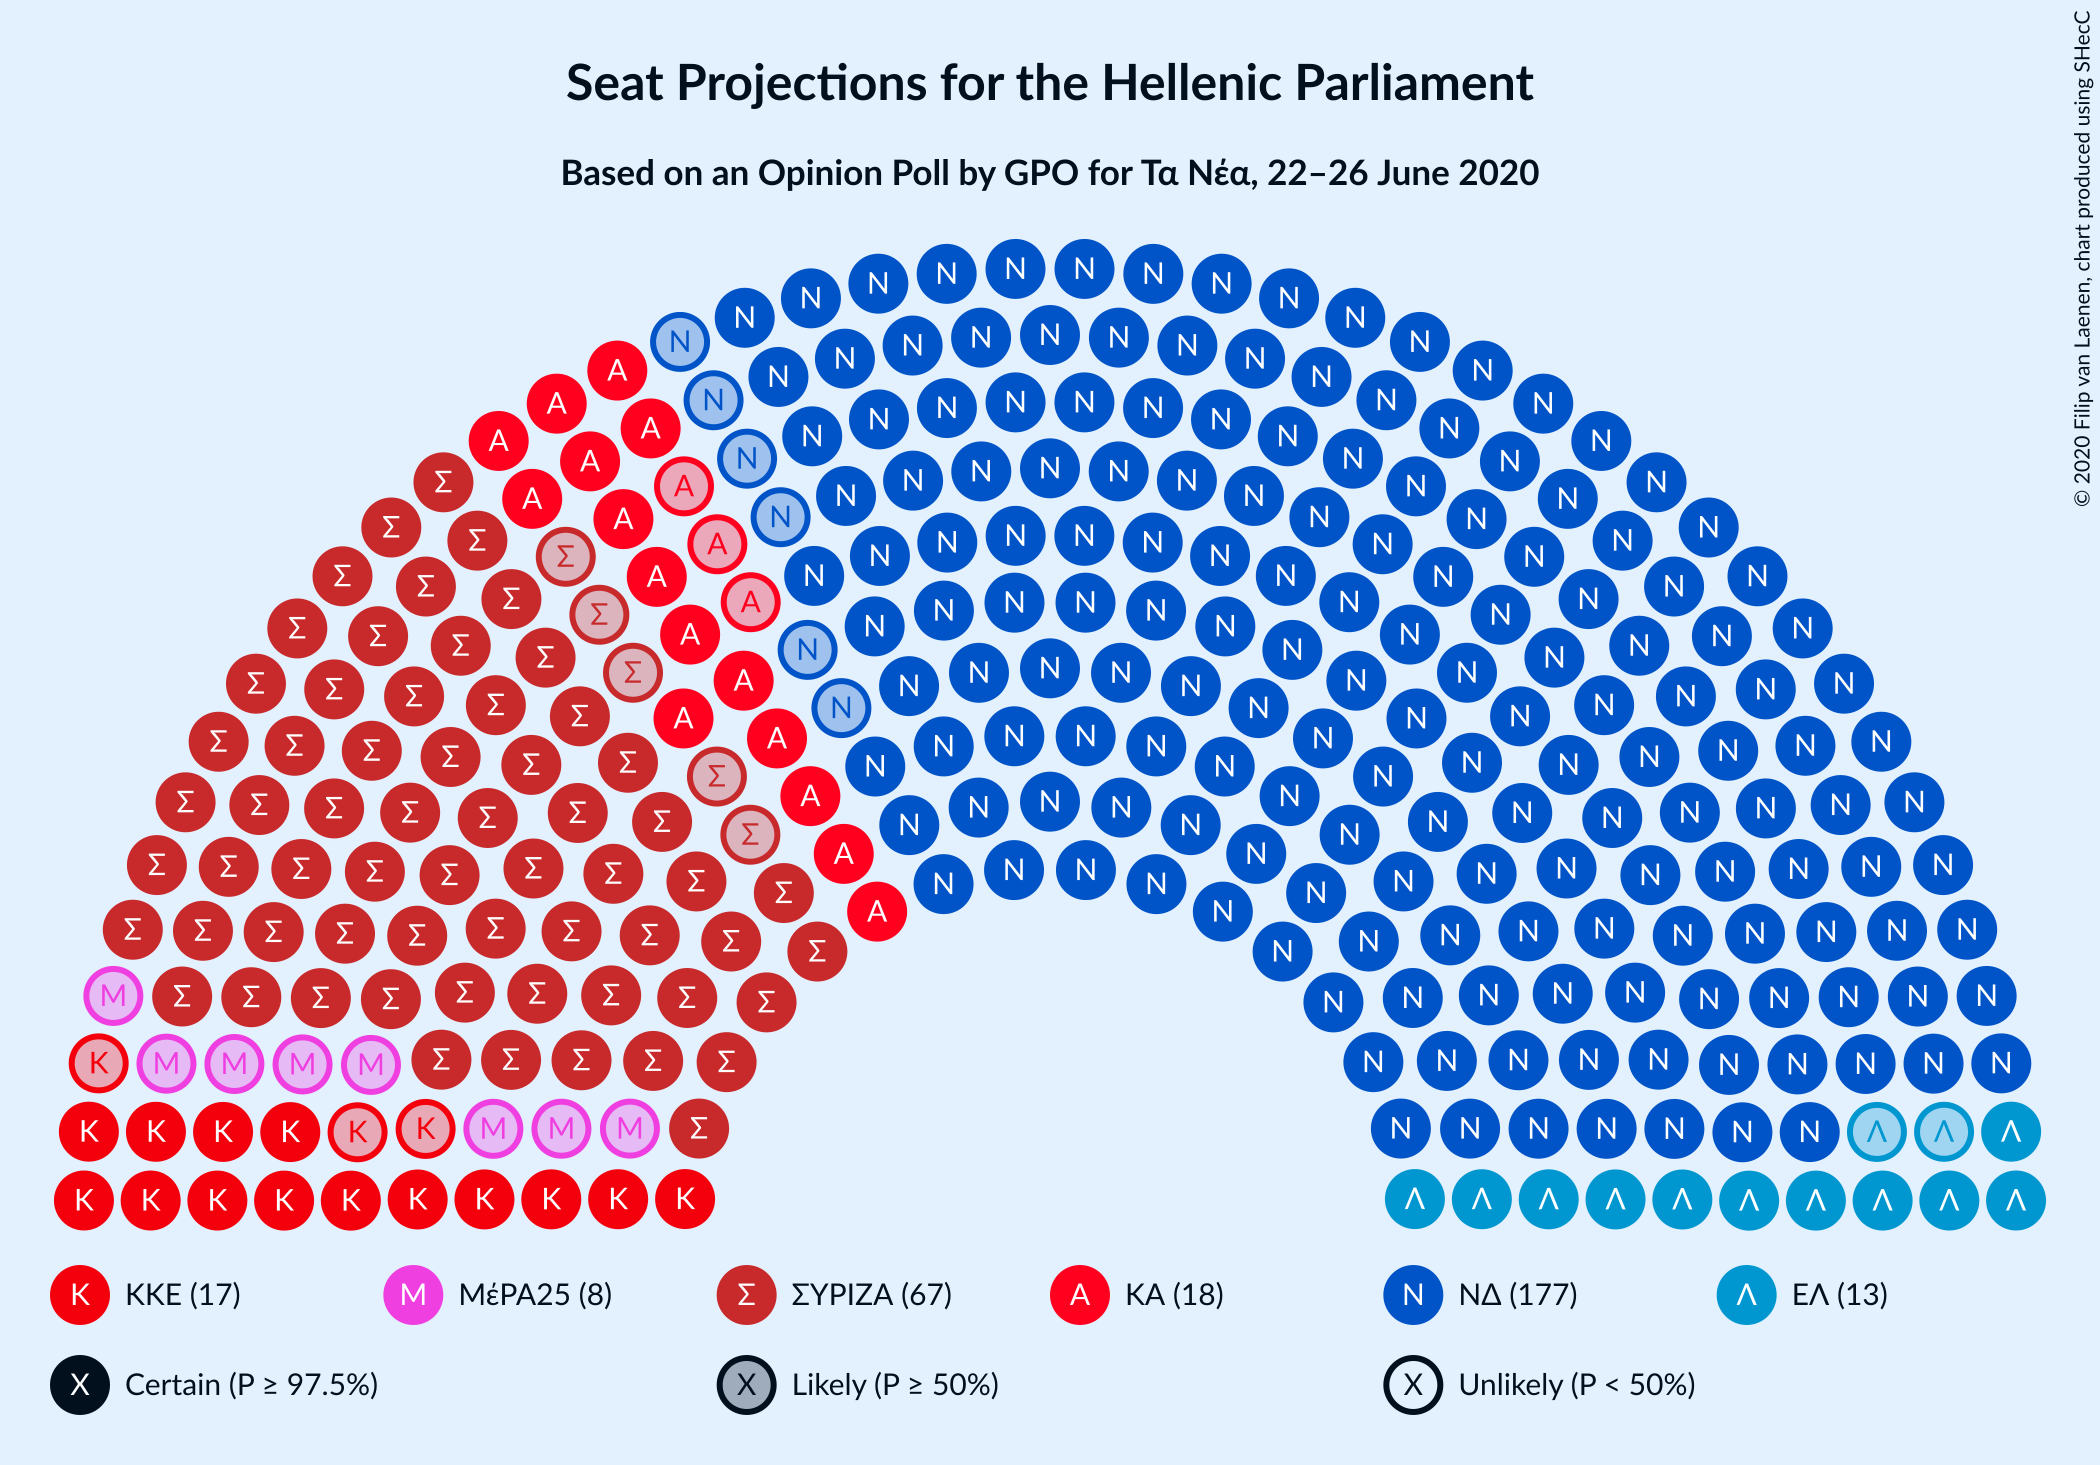 Seat Projections for the Hellenic Parliament
Based on an Opinion Poll by GPO for Τα Νέα, 22–26 June 2020
© 2020 Filip van Laenen, chart produced using SHecC
Κ ΚΚΕ (17)
Μ ΜέΡΑ25 (8)
Σ ΣΥΡΙΖΑ (67)
Α ΚΑ (18)
Ν ΝΔ (177)
Λ ΕΛ (13)
X Certain (P ≥ 97.5%)
X Likely (P ≥ 50%)
X Unlikely (P < 50%)